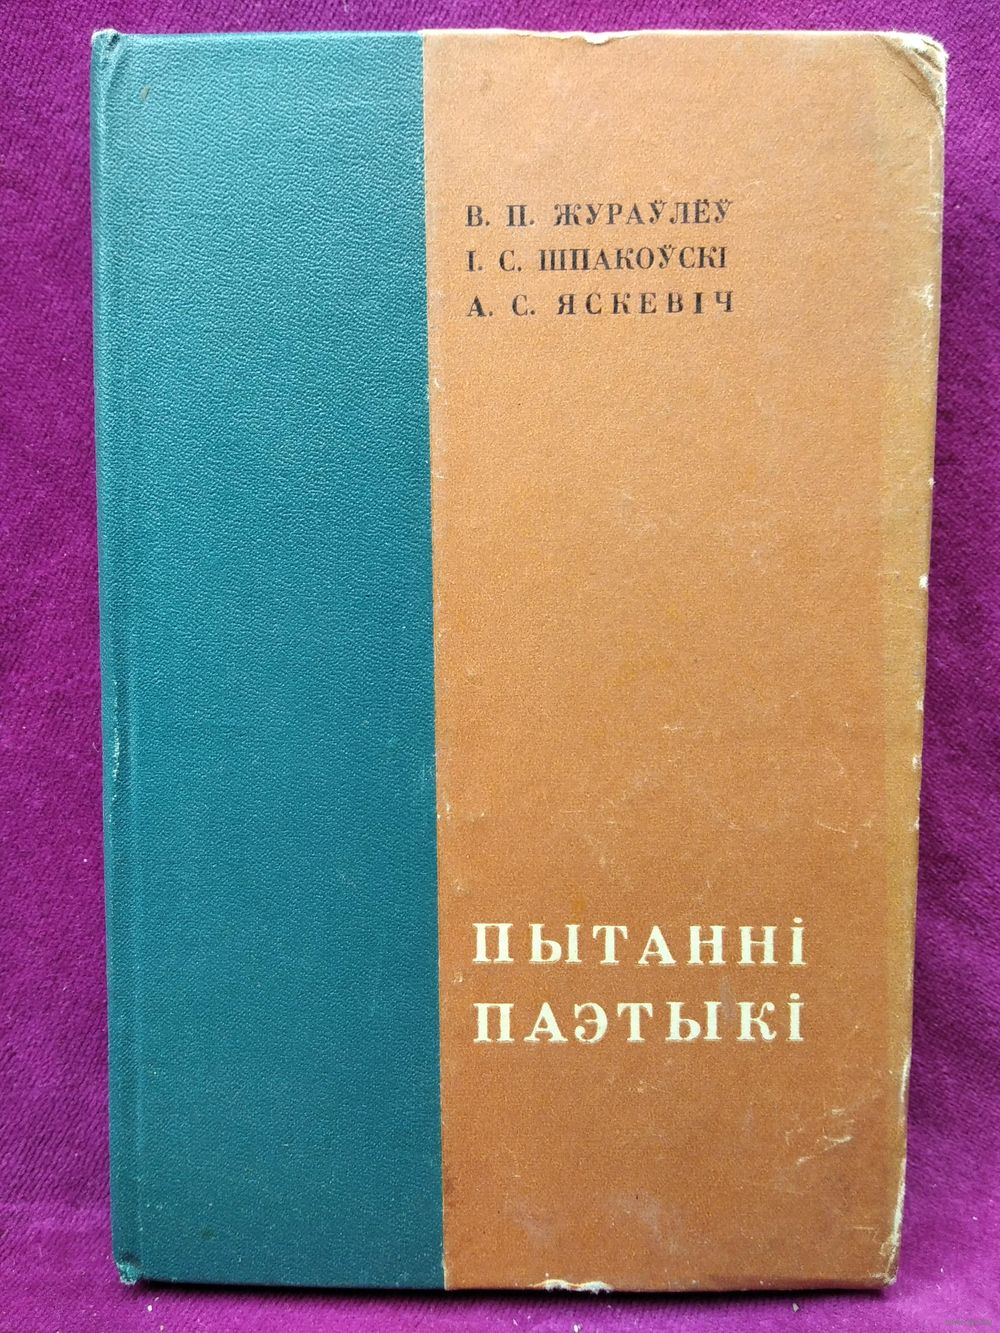 В. П. ЖУРАЎЛЁЎ
І. С. ШПАКОЎСКІ
А. С. ЯСКЕВІЧ
ПЫТАННІ
ПАЭТЫКІ